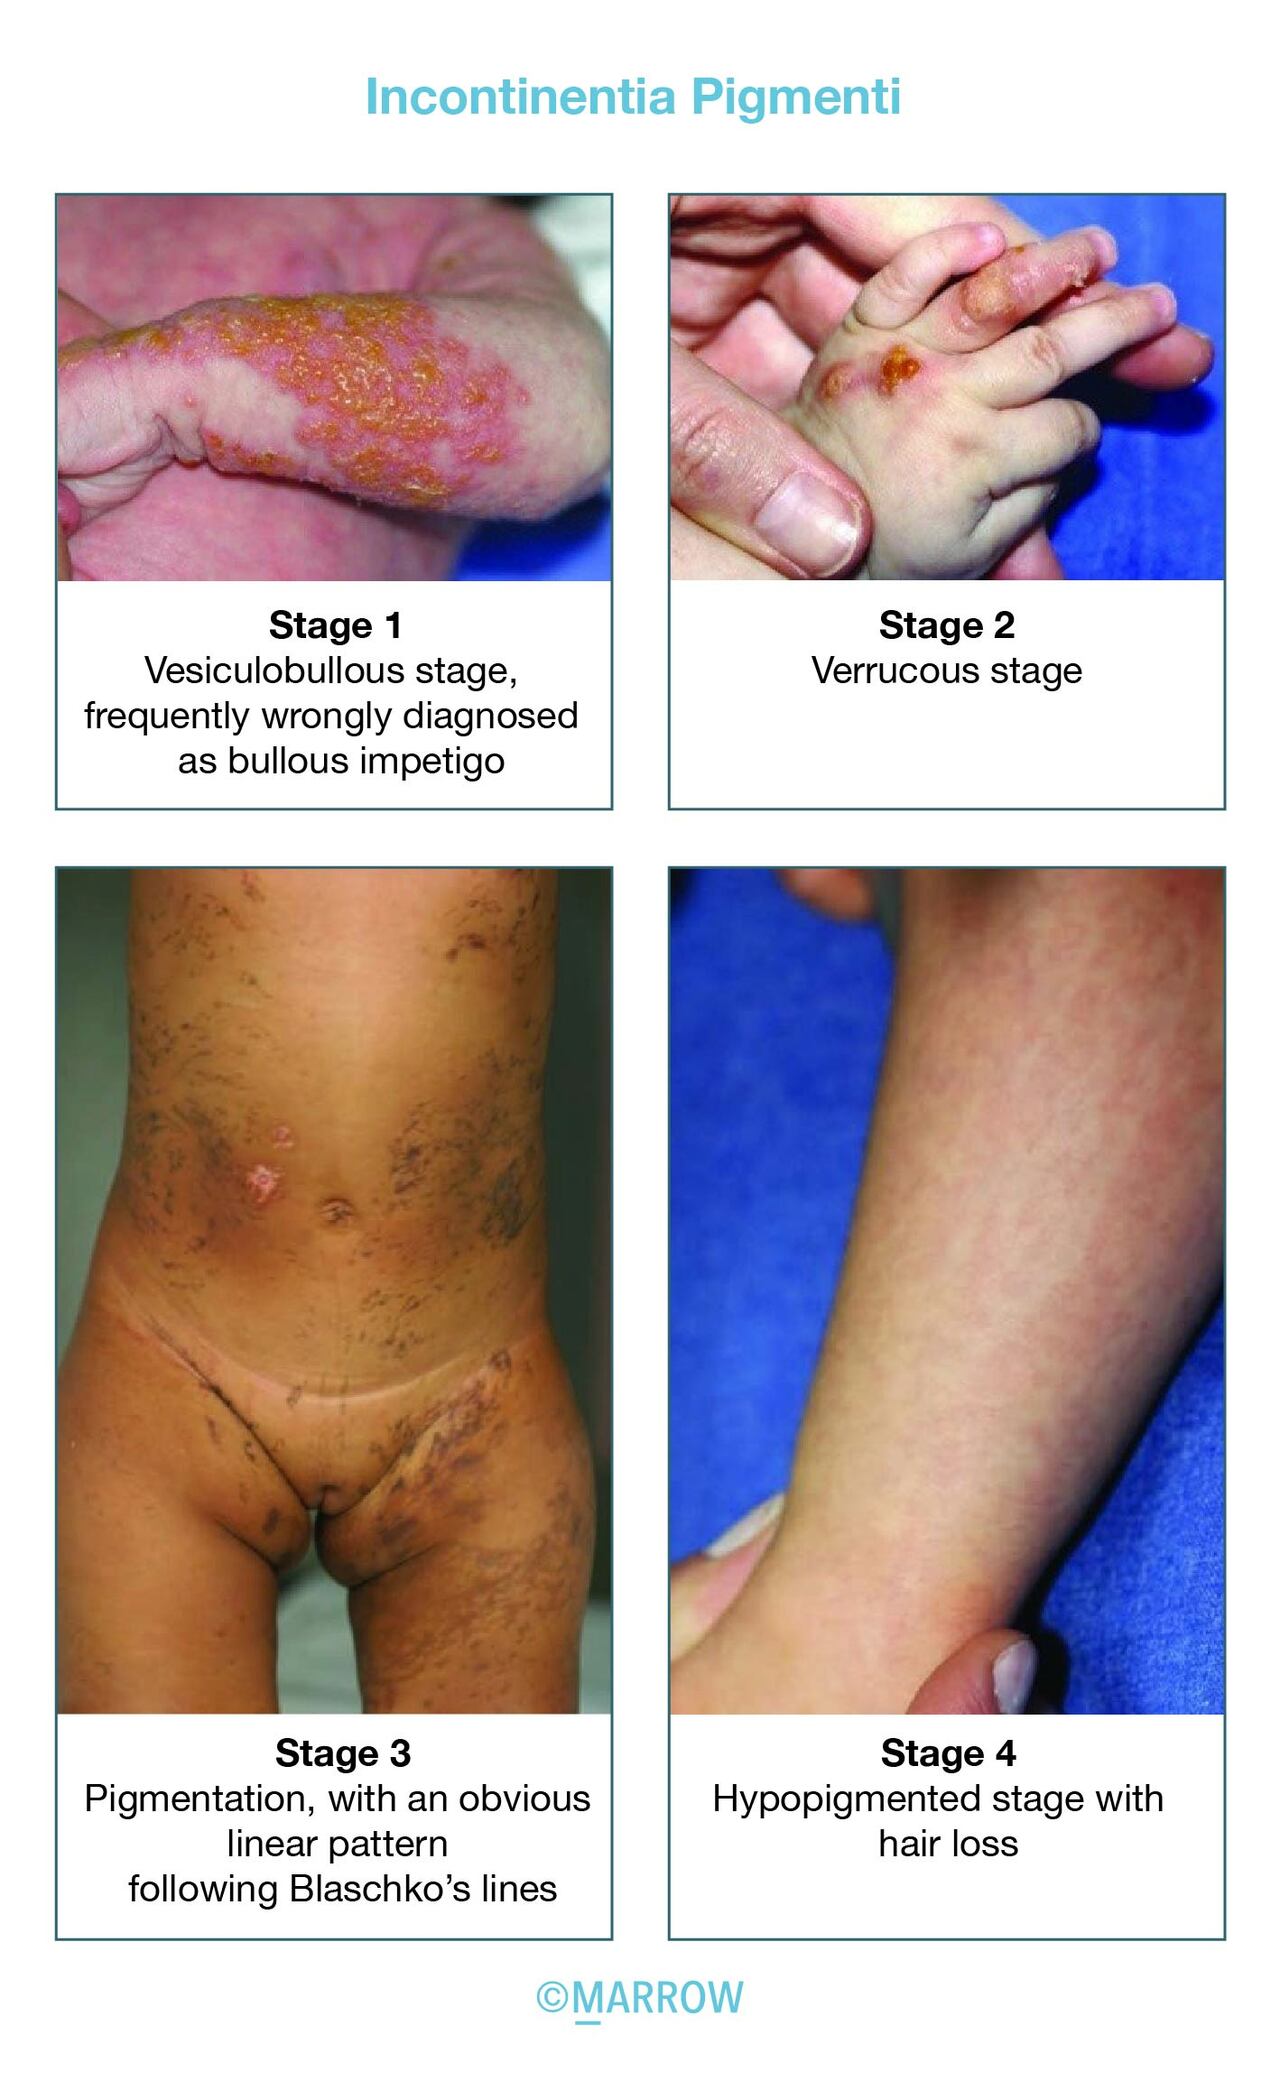 Incontinentia Pigmenti
Stage 1
Vesiculobullous stage,
frequently wrongly diagnosed
as bullous impetigo
Stage 2
Verrucous stage
Stage 3
Pigmentation, with an obvious
linear pattern
following Blaschko's lines
Stage 4
Hypopigmented stage with
hair loss
©MARROW